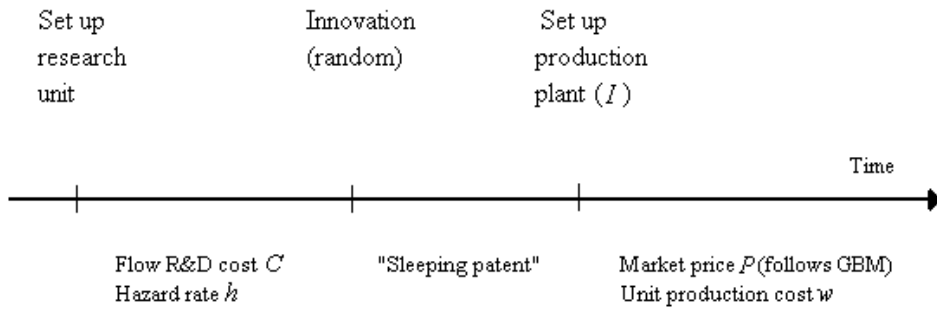 Set up
research
unit
Innovation
(random)
Set up
production
plant (I)
Time
Flow R&D cost C
Hazard rate h
"Sleeping patent"
Market price P(follows GBM)
Unit production cost w